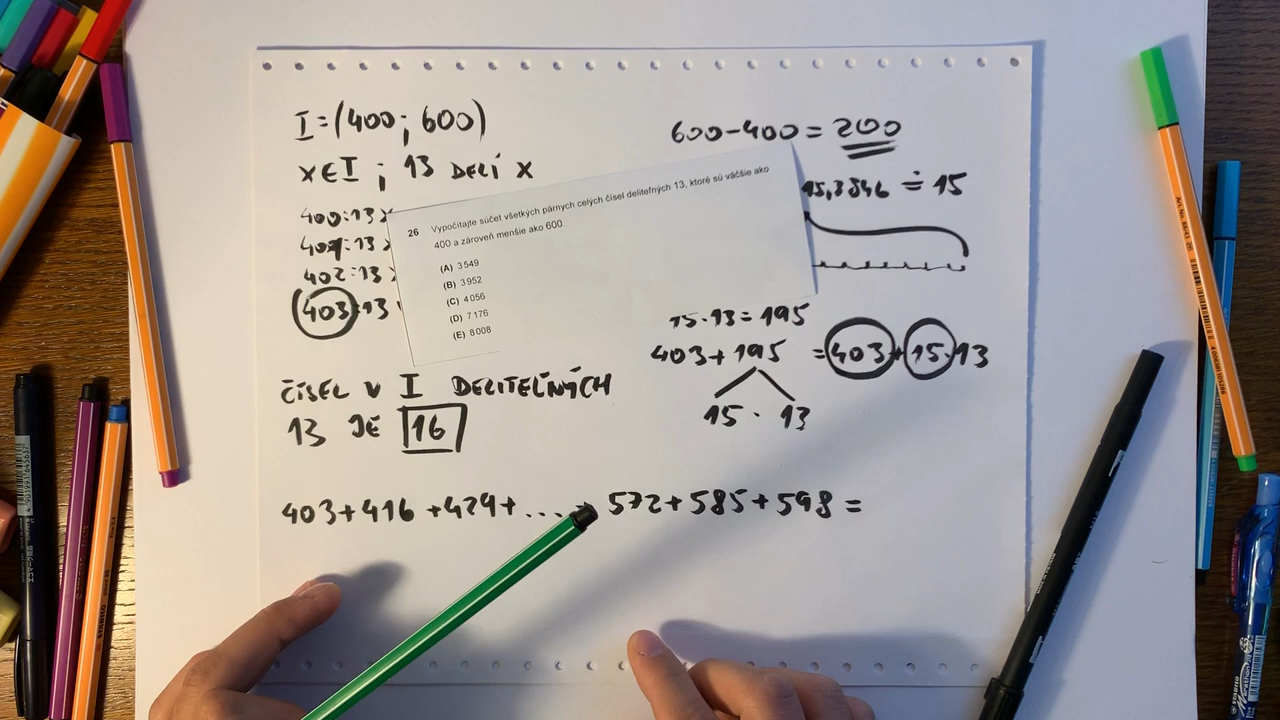 I=(400; 600)
x∈I ; 13 DELÍ x
400:13x
401:13
402:13
403:13
600-400=200
15,3846 ≐ 15
26 Vypočítajte súčet všetkých párnych celých čísel deliteľných 13, ktoré sú väčšie ako
400 a zároveň menšie ako 600.
(A) 3 549
(B) 3 952
(C) 4 056
(D) 7 176
(E) 8 008
15·13=195
403+195 =403+15·13
15 · 13
ČÍSEL V I DELITEĽNÝCH
13 JE 16
403+416+429+...+572+585+598=